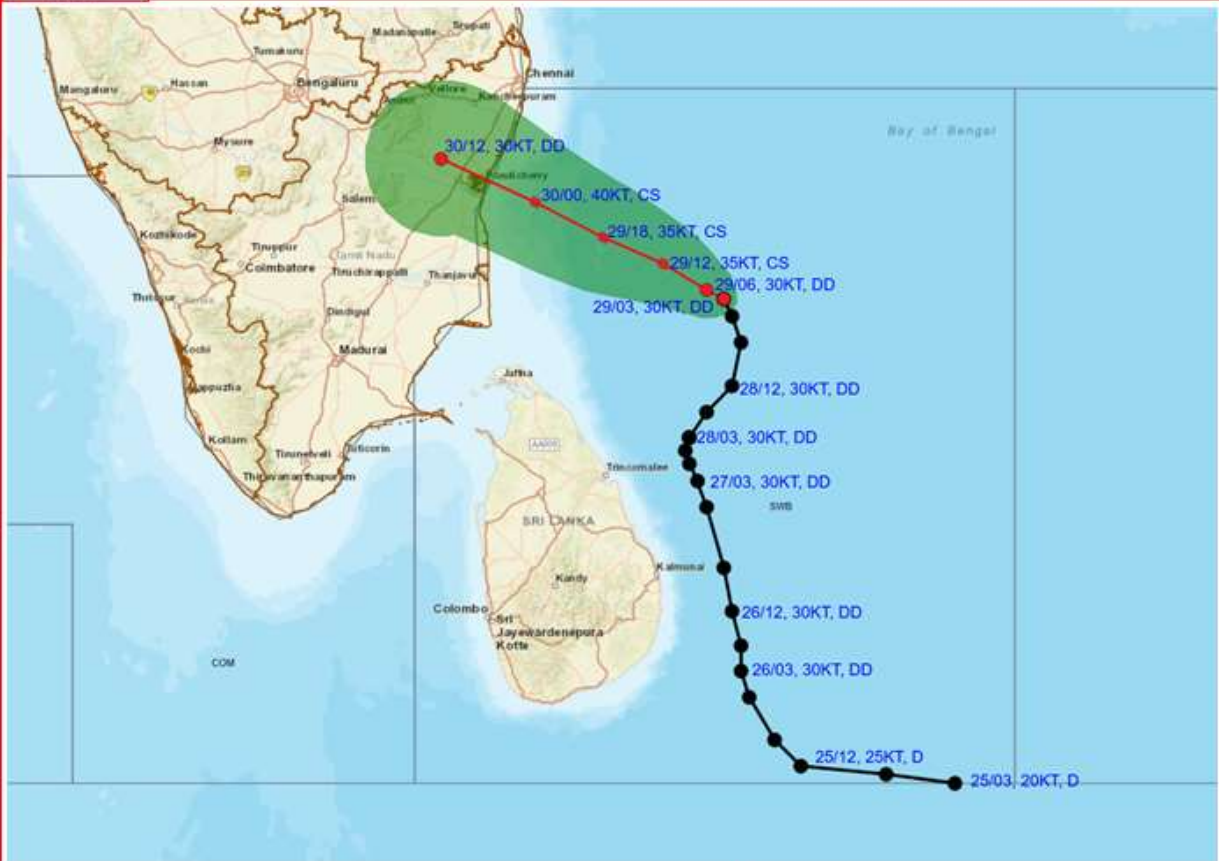 Madanapalle
Tirupati
Tumakuru
Chennai
Hassan
Bengaluru
Mangaluru
Vellore
Kancheepuram
Bay of Bengal
Mysure
30/12, 30KT, DD
30/00, 40KT, CS
Salem
Kozhikode
29/18, 35KT, CS
Tiruppur
Tamil Nadu
Coimbatore
29/12, 35KT, CS
Tiruchirappalli
Thanjavur
29/06, 30KT, DD
Thrissur
Kerala
29/03, 30KT, DD
Dindigul
Kochi
Madurai
Jaffna
28/12, 30KT, DD
Kollam
28/03, 30KT, DD
Tirunelveli
Tuticorin
Trincomalee
Thiruvananthapuram
27/03, 30KT, DD
SWB
SRI LANKA
Kalmunai
Kandy
Colombo
Sri
Jayewardenepura
Kotte
26/12, 30KT, DD
COM
26/03, 30KT, DD
25/12, 25KT, D
25/03, 20KT, D